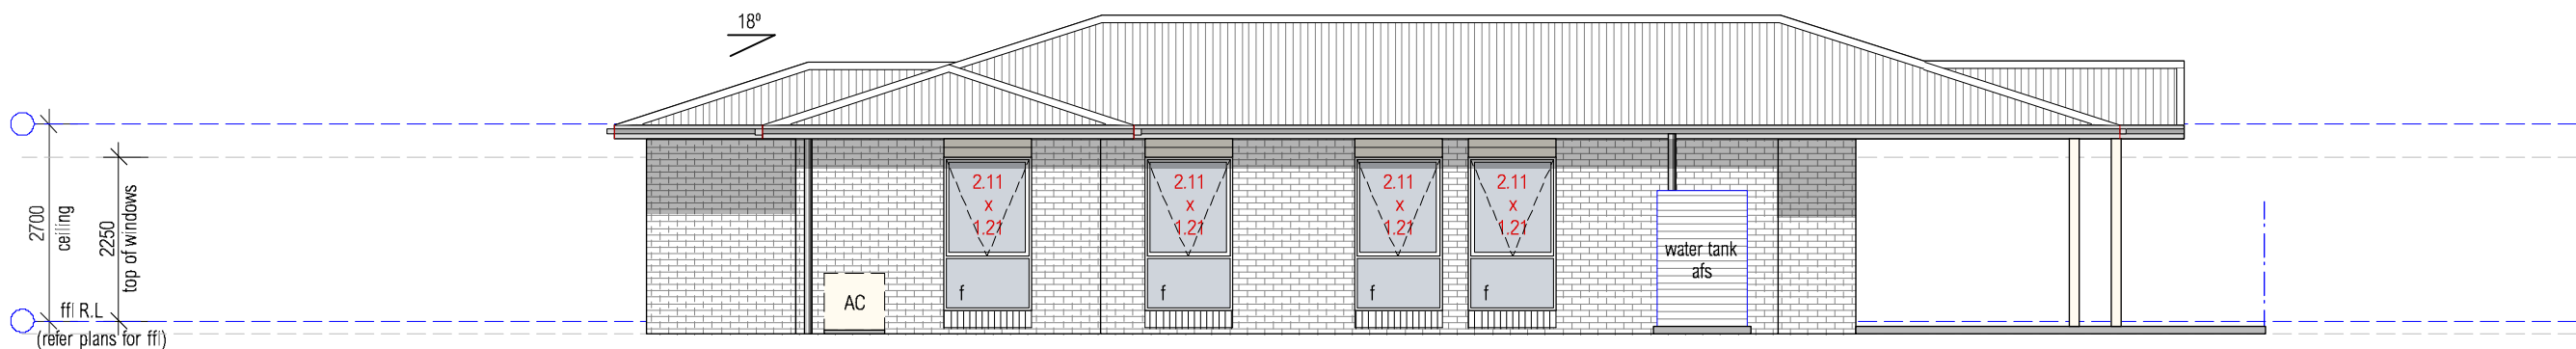 18º
2700
ceiling
2250
top of windows
ffl R.L
(refer plans for ffl)
AC
2.11
x
1.21
f
2.11
x
1.21
f
2.11
x
1.21
f
2.11
x
1.21
f
water tank
afs